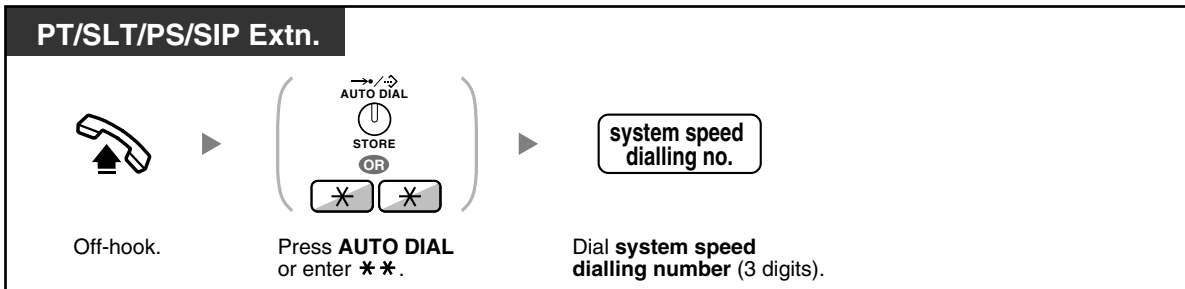 PT/SLT/PS/SIP Extn.
AUTO DIAL
STORE
OR
system speed
dialling no.
Off-hook.
Press AUTO DIAL
or enter ✱✱.
Dial system speed
dialling number (3 digits).